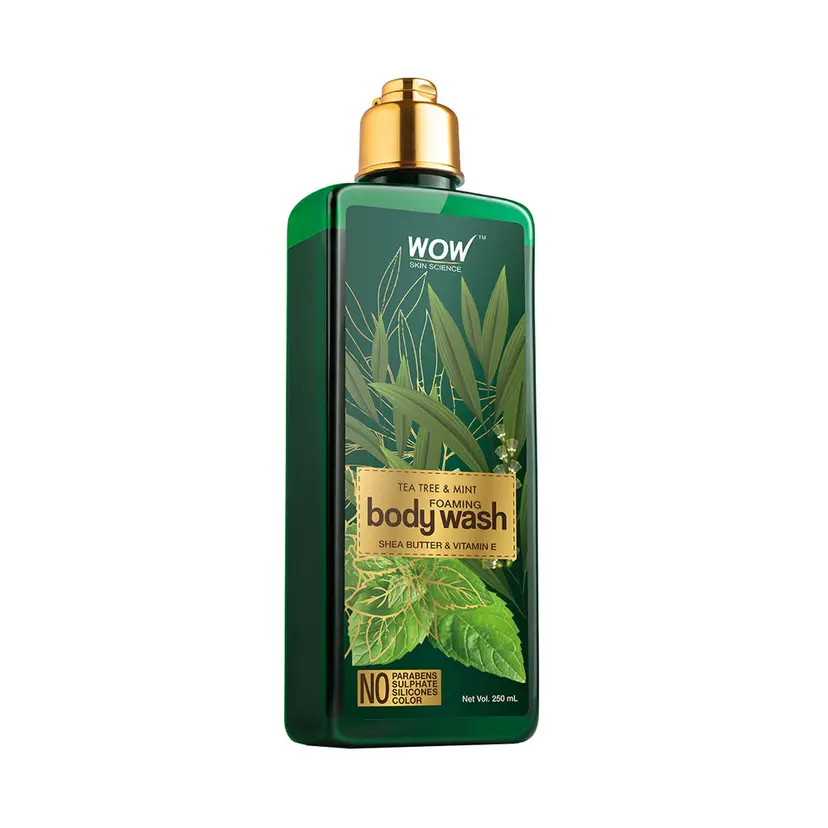 WOW™
SKIN SCIENCE
TEA TREE & MINT
FOAMING
body wash
SHEA BUTTER & VITAMIN E
NO PARABENS
SULPHATE
SILICONES
COLOR
Net Vol. 250 mL